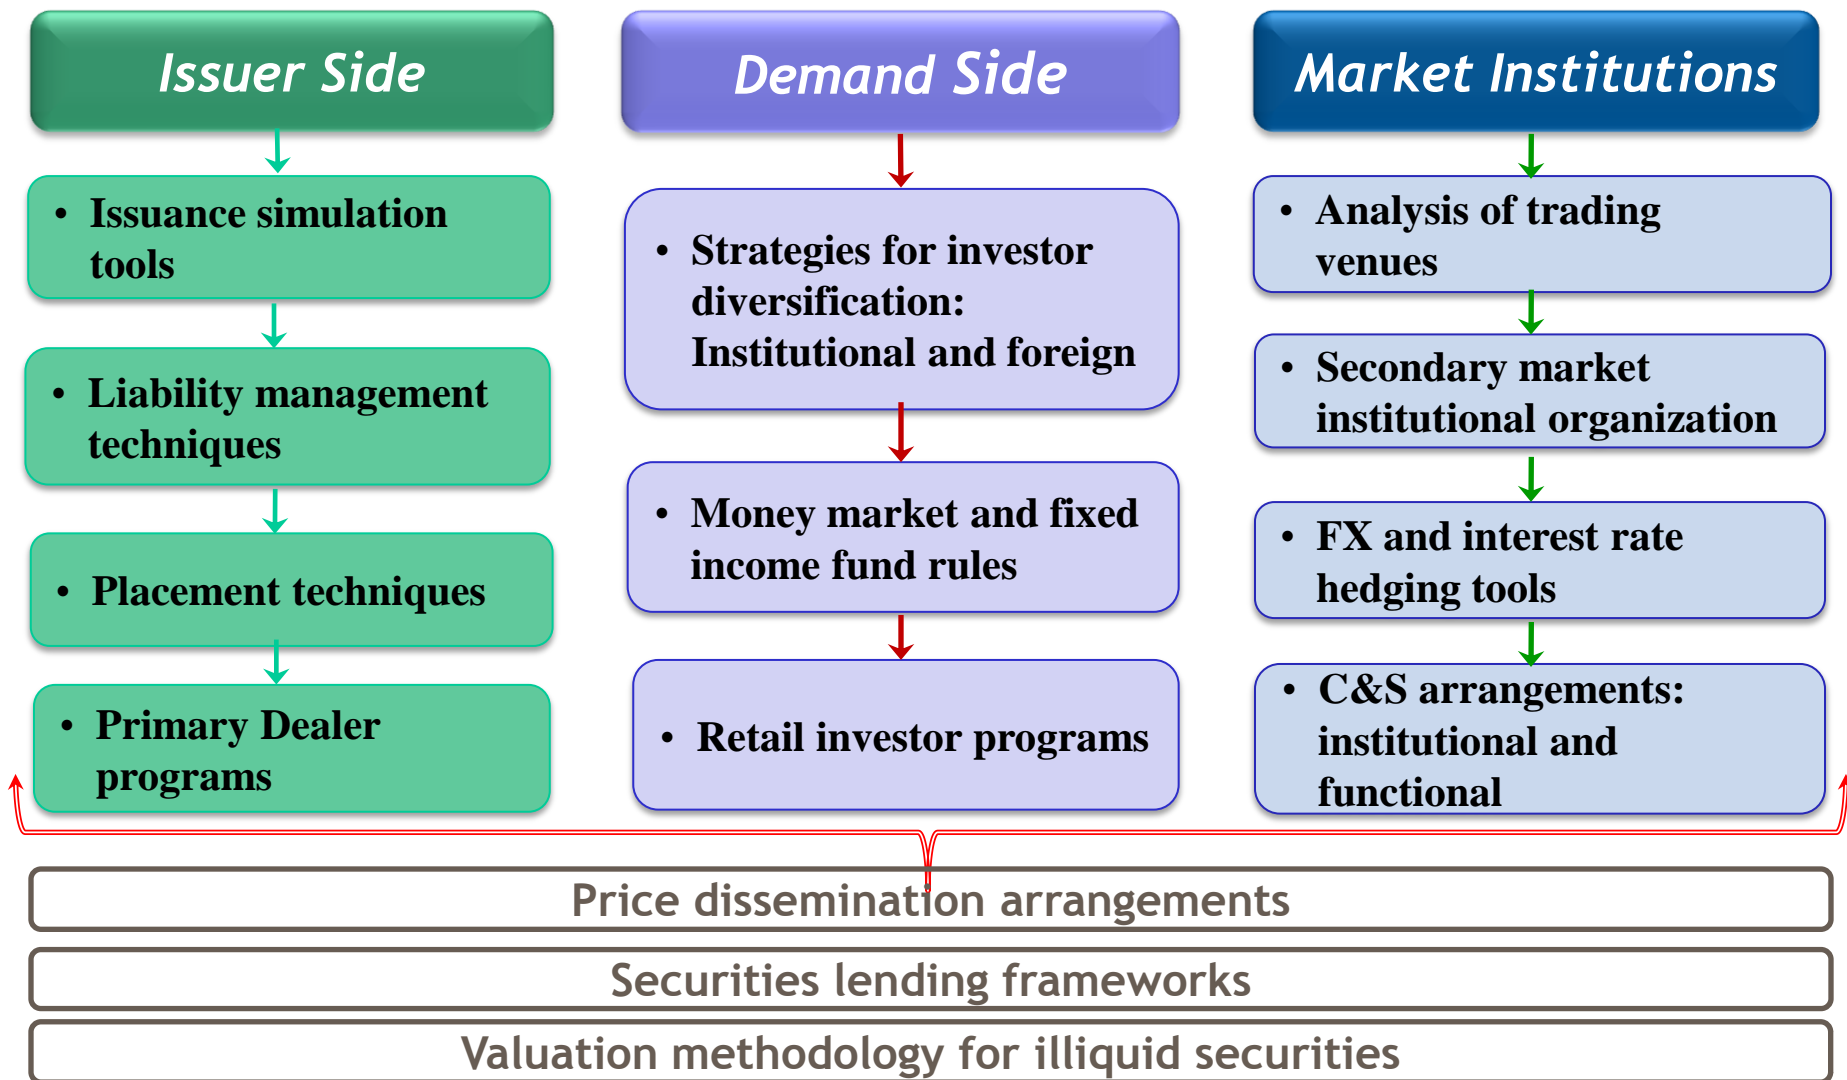 Issuer Side
• Issuance simulation
tools
• Liability management
techniques
• Placement techniques
• Primary Dealer
programs
Demand Side
• Strategies for investor
diversification:
Institutional and foreign
• Money market and fixed
income fund rules
• Retail investor programs
Market Institutions
• Analysis of trading
venues
• Secondary market
institutional organization
• FX and interest rate
hedging tools
• C&S arrangements:
institutional and
functional
Price dissemination arrangements
Securities lending frameworks
Valuation methodology for illiquid securities